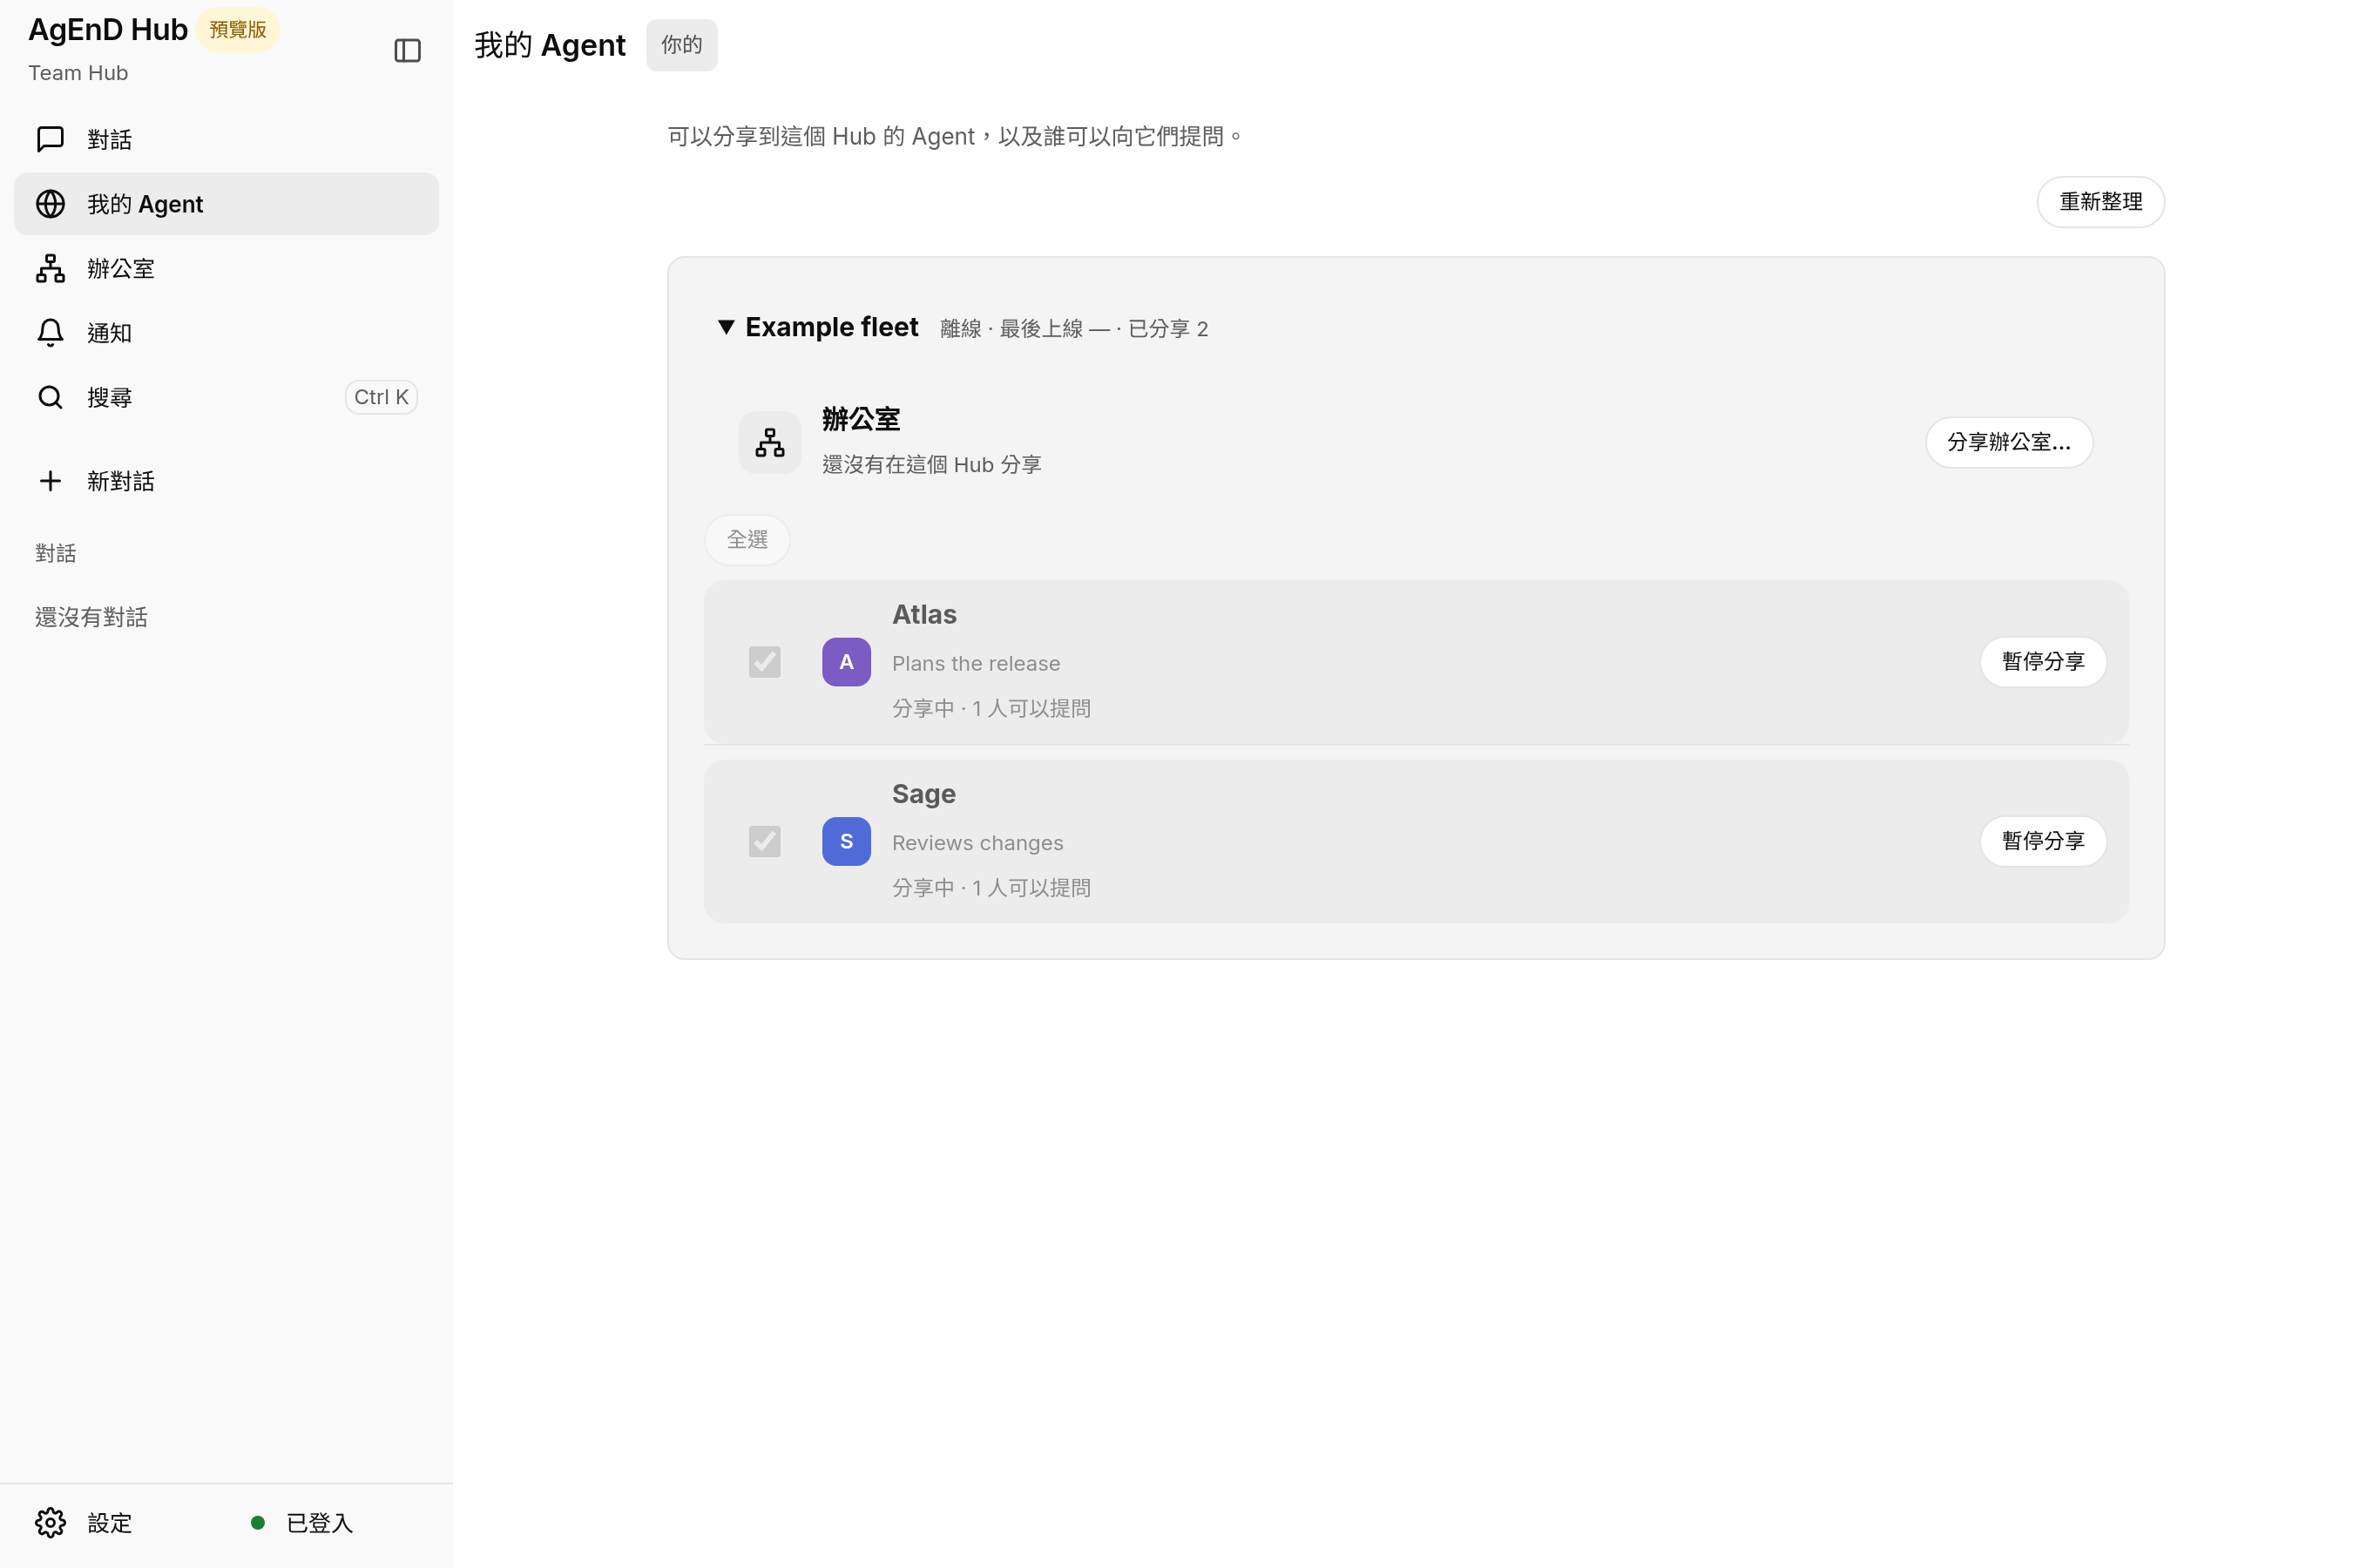 AgEnD Hub 預覽版
Team Hub
對話
我的 Agent
辦公室
通知
搜尋 Ctrl K
新對話
對話
還沒有對話
設定 已登入
我的 Agent 你的
可以分享到這個 Hub 的 Agent，以及誰可以向它們提問。
重新整理
Example fleet 離線 · 最後上線 — · 已分享 2
辦公室
還沒有在這個 Hub 分享
分享辦公室...
全選
Atlas
Plans the release
分享中 · 1 人可以提問
暫停分享
A
Sage
Reviews changes
分享中 · 1 人可以提問
暫停分享
S